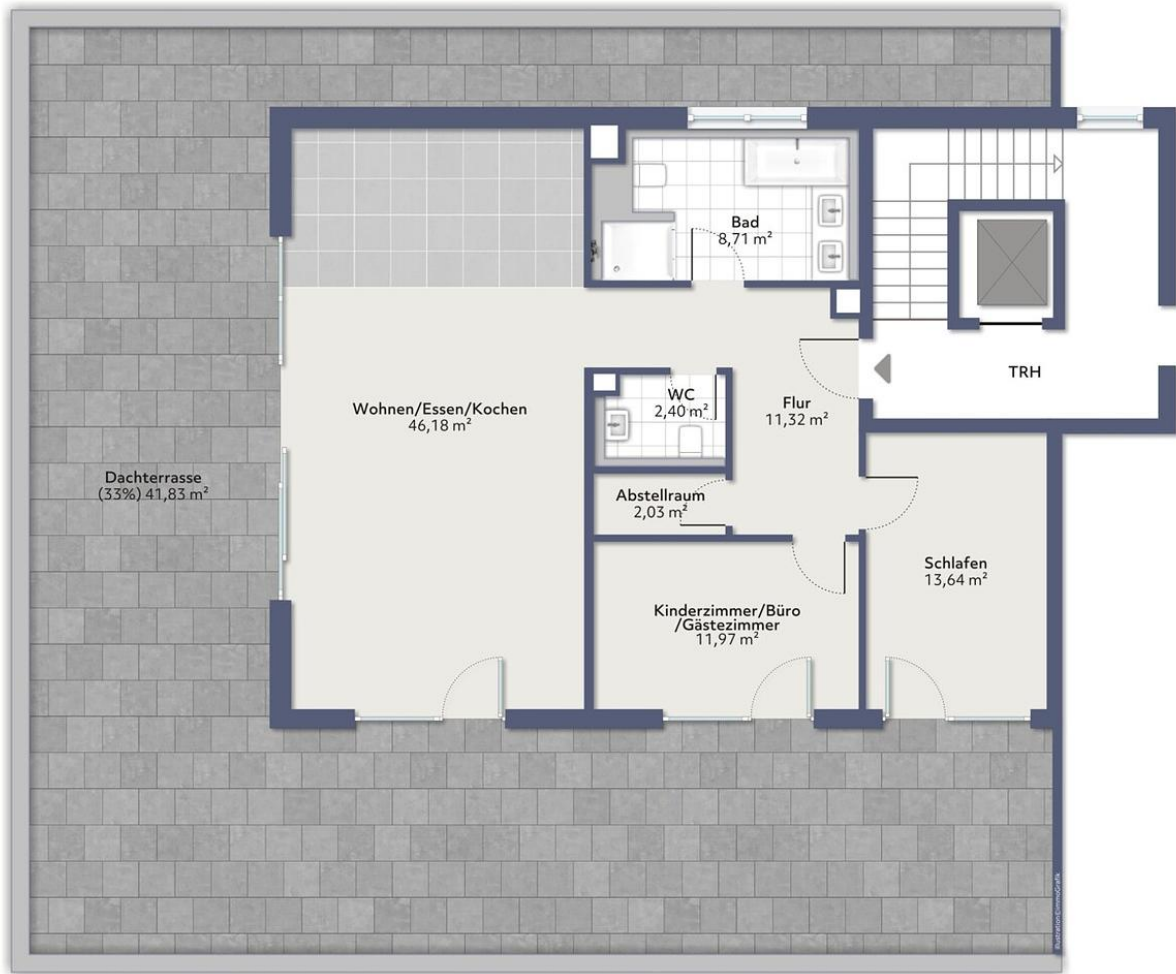 Bad
8,71 m²
TRH
WC
2,40 m²
Flur
11,32 m²
Wohnen/Essen/Kochen
46,18 m²
Dachterrasse
(33%) 41,83 m²
Abstellraum
2,03 m²
Schlafen
13,64 m²
Kinderzimmer/Büro
/Gästezimmer
11,97 m²